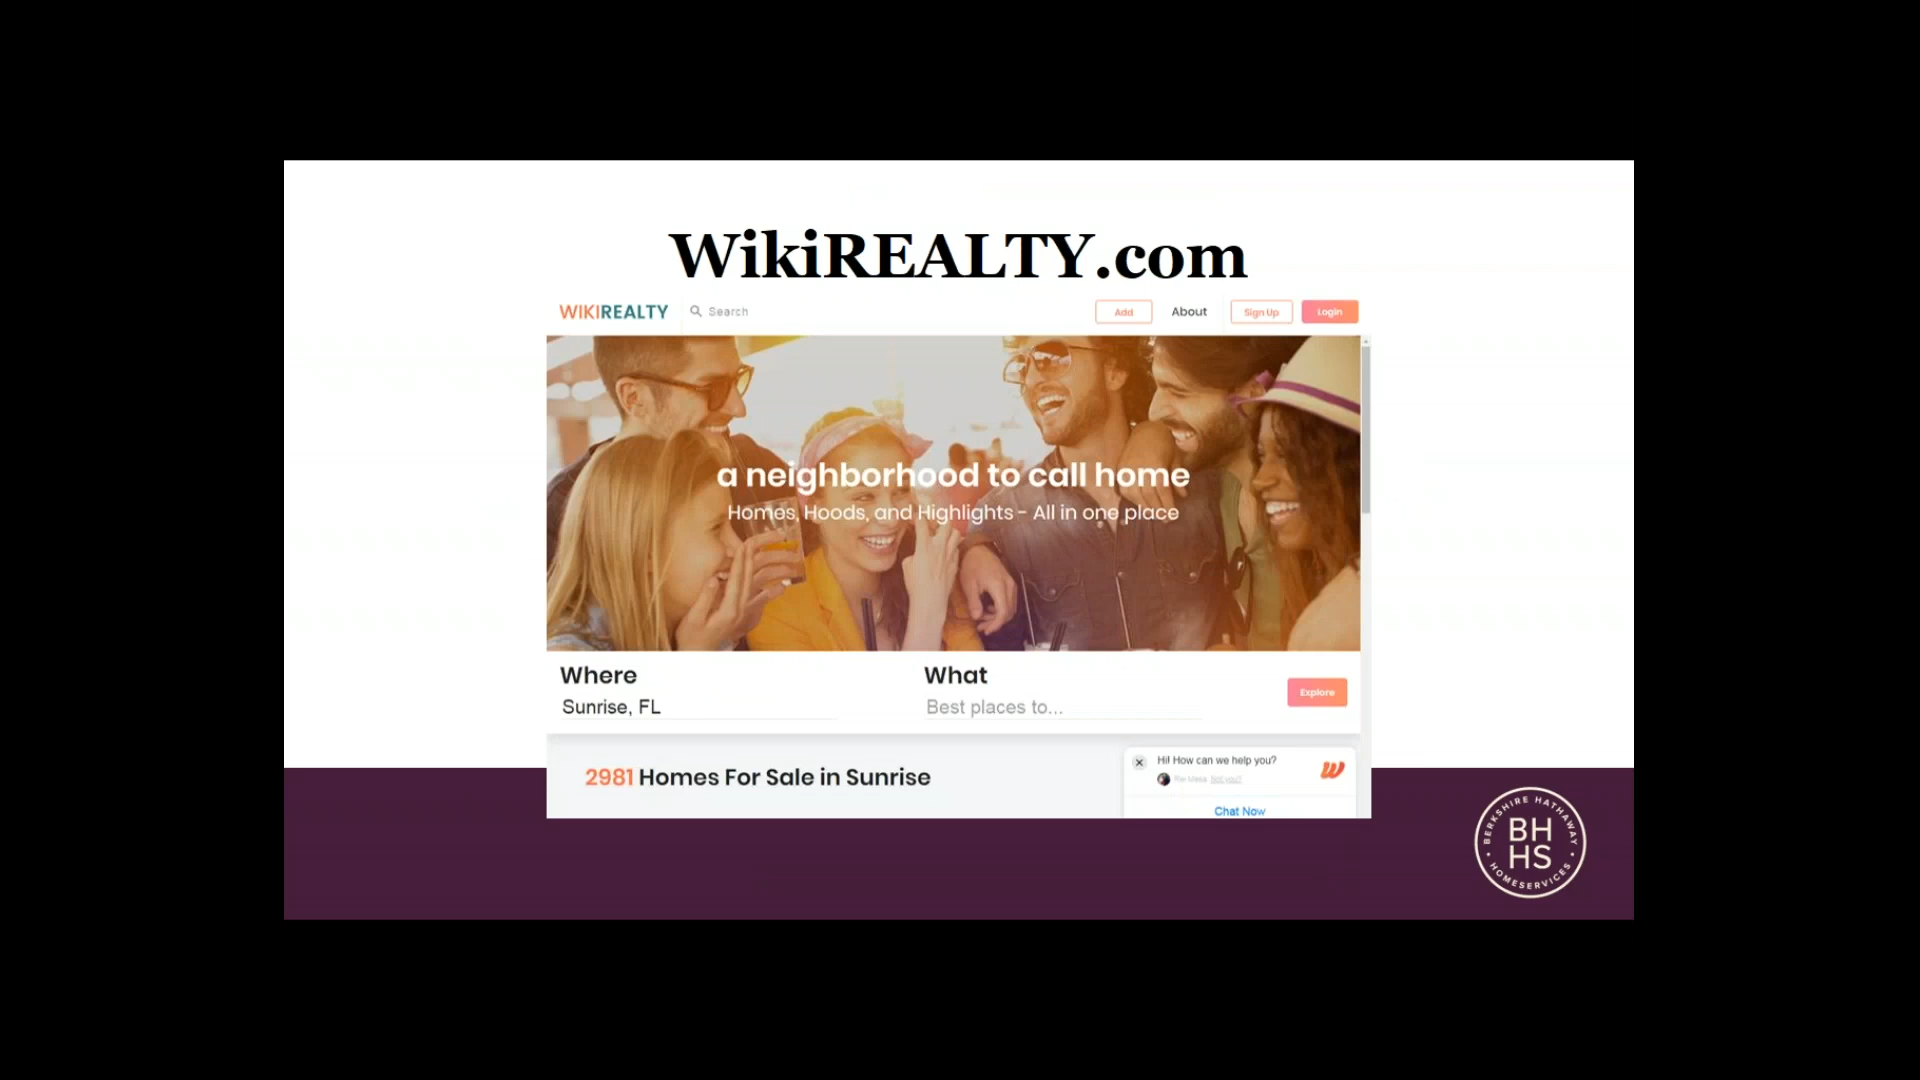 WikiREALTY.com
WIKIREALTY Search Add About Sign Up Login
a neighborhood to call home
Homes, Hoods, and Highlights - All in one place
Where What
Sunrise, FL Best places to... Explore
2981 Homes For Sale in Sunrise
Hi! How can we help you?
Not you?
Chat Now
BERKSHIRE HATHAWAY
BH
HS
HOMESERVICES